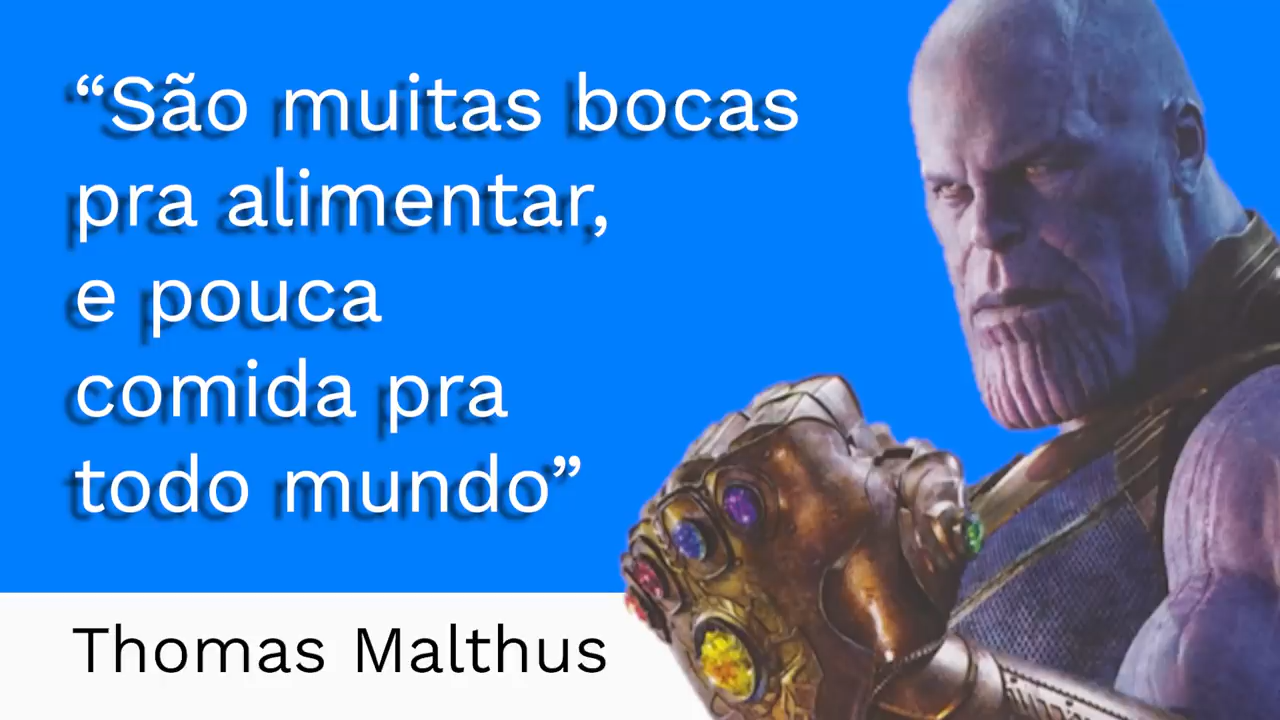 “São muitas bocas
pra alimentar,
e pouca
comida pra
todo mundo”
Thomas Malthus